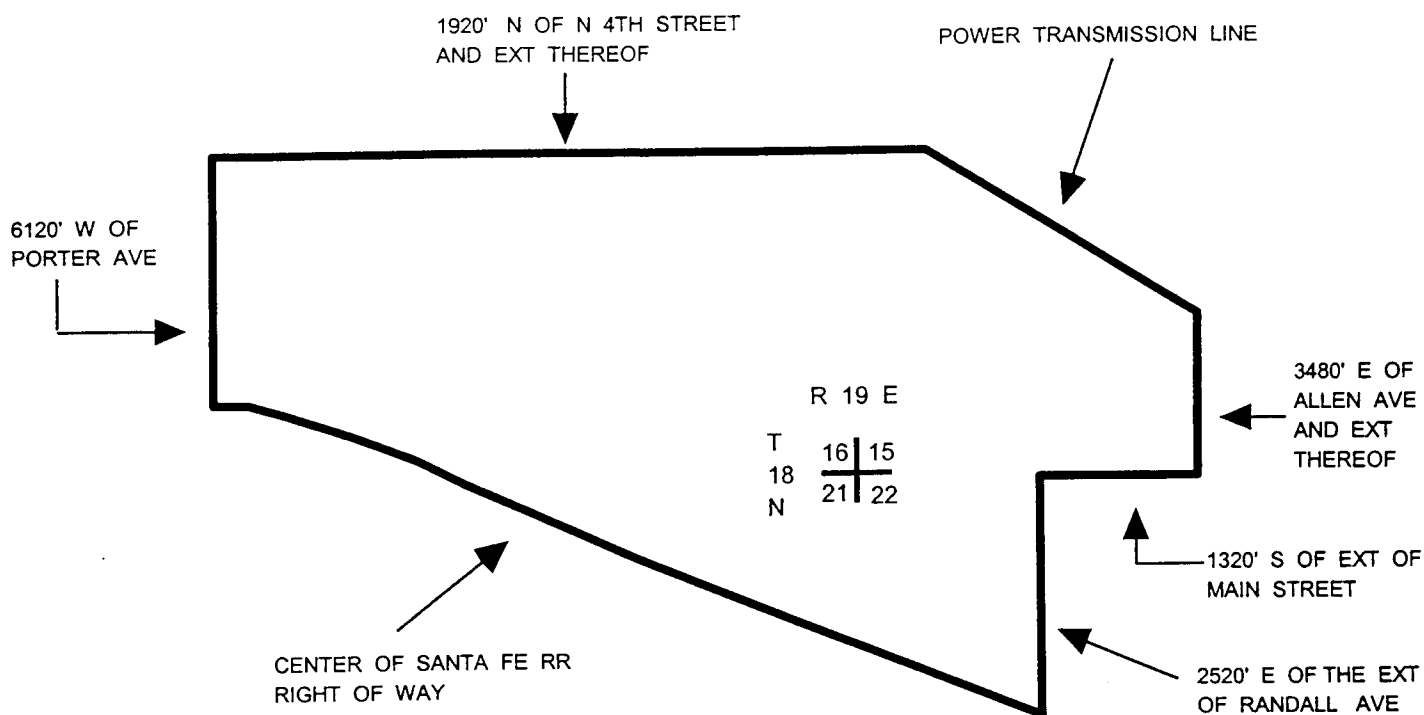 1920' N OF N 4TH STREET
AND EXT THEREOF
POWER TRANSMISSION LINE
6120' W OF
PORTER AVE
3480' E OF
ALLEN AVE
AND EXT
THEREOF
R 19 E
T
18
N
16 15
21 22
1320' S OF EXT OF
MAIN STREET
CENTER OF SANTA FE RR
RIGHT OF WAY
2520' E OF THE EXT
OF RANDALL AVE